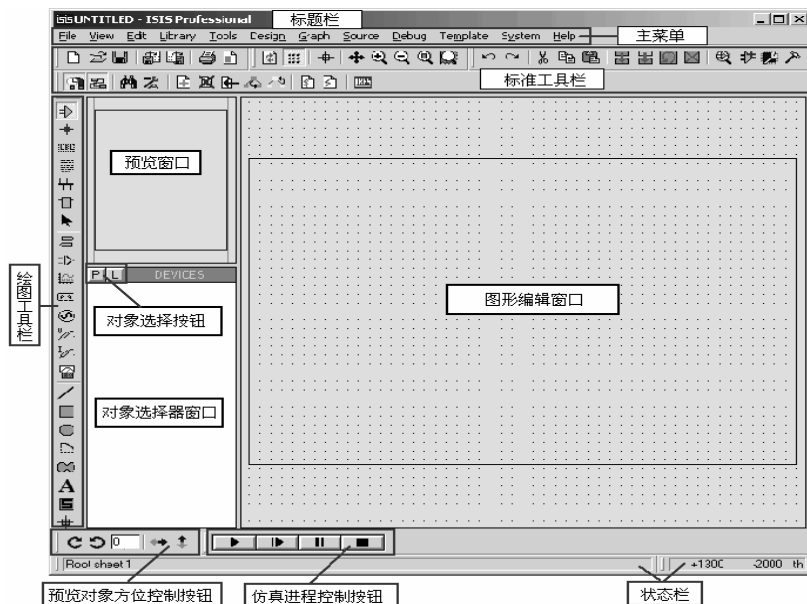 isis UNTITLED - ISIS Professional
标题栏
File View Edit Library Tools Design Graph Source Debug Template System Help
主菜单
标准工具栏
预览窗口
P L DEVICES
绘图工具栏
对象选择按钮
图形编辑窗口
对象选择器窗口
A
0
Root sheet 1
+1300 -2000 th
预览对象方位控制按钮
仿真进程控制按钮
状态栏